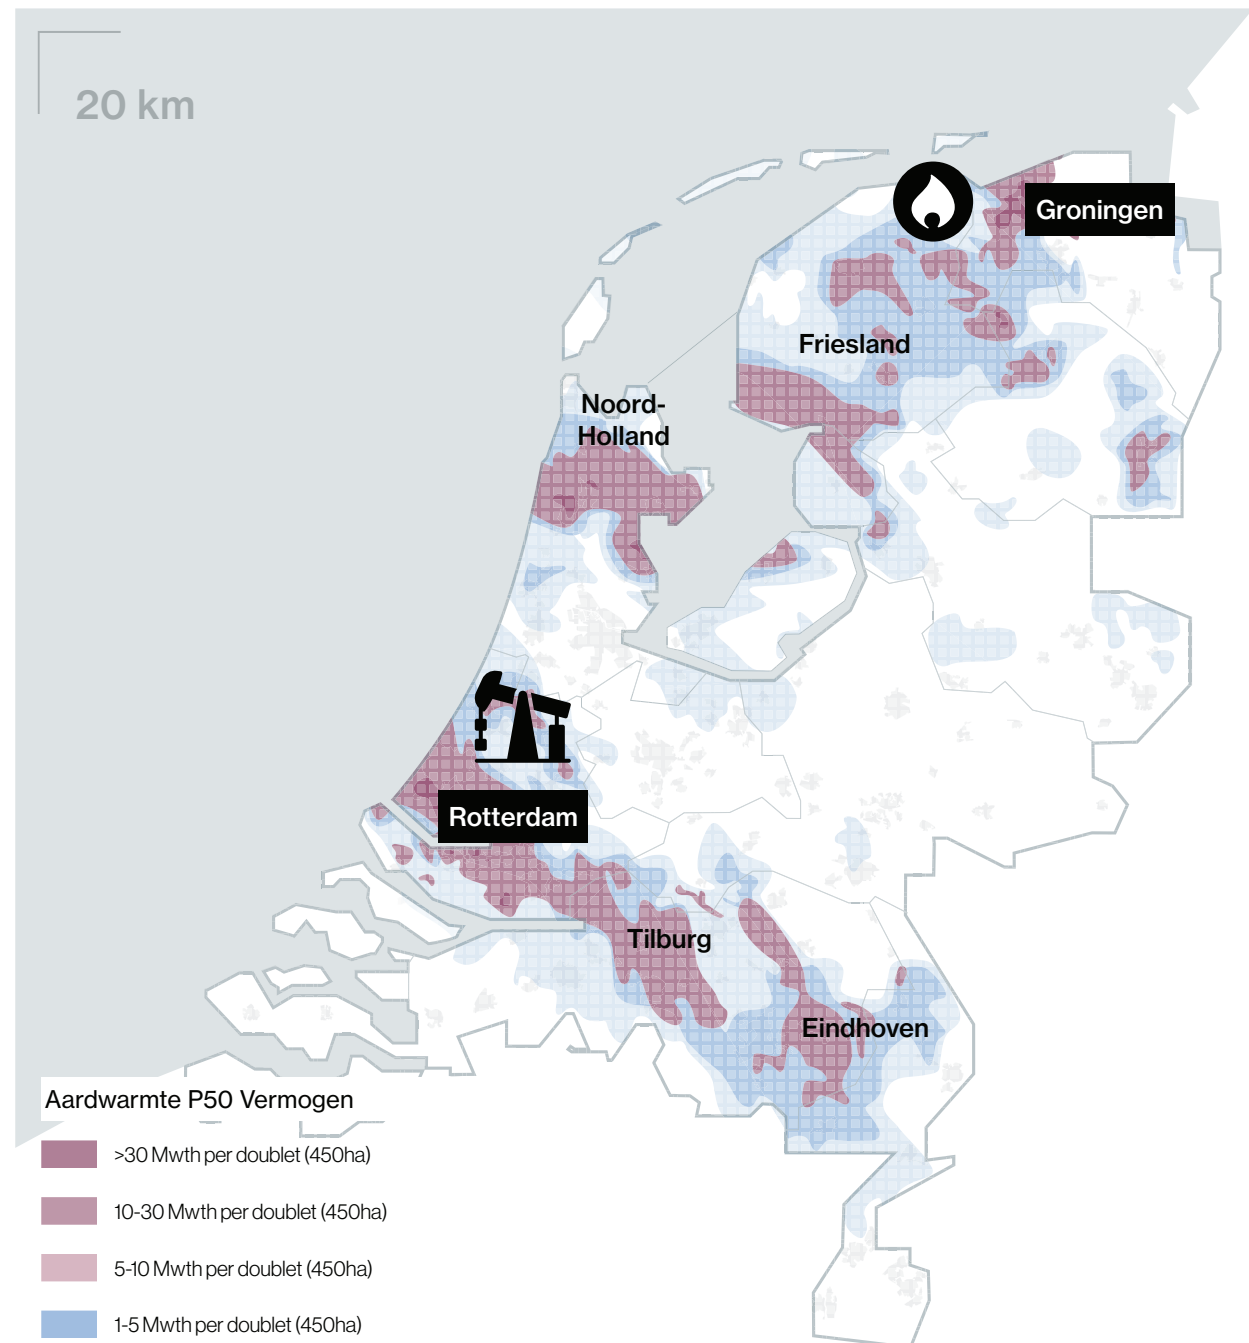 20 km
Groningen
Friesland
Noord-
Holland
Rotterdam
Tilburg
Eindhoven
Aardwarmte P50 Vermogen
>30 Mwth per doublet (450ha)
10-30 Mwth per doublet (450ha)
5-10 Mwth per doublet (450ha)
1-5 Mwth per doublet (450ha)